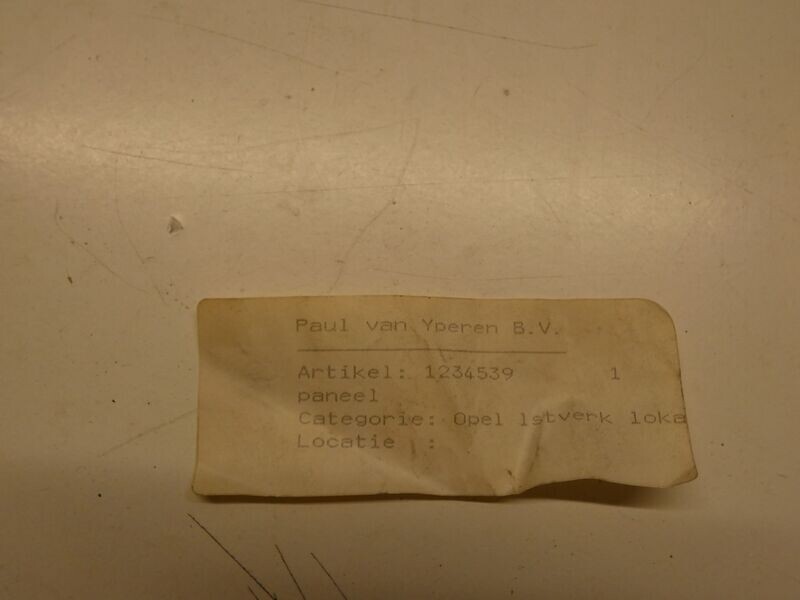 Paul van Yperen B.V.
Artikel: 1234539 1
paneel
Categorie: Opel lstverk loka
Locatie :